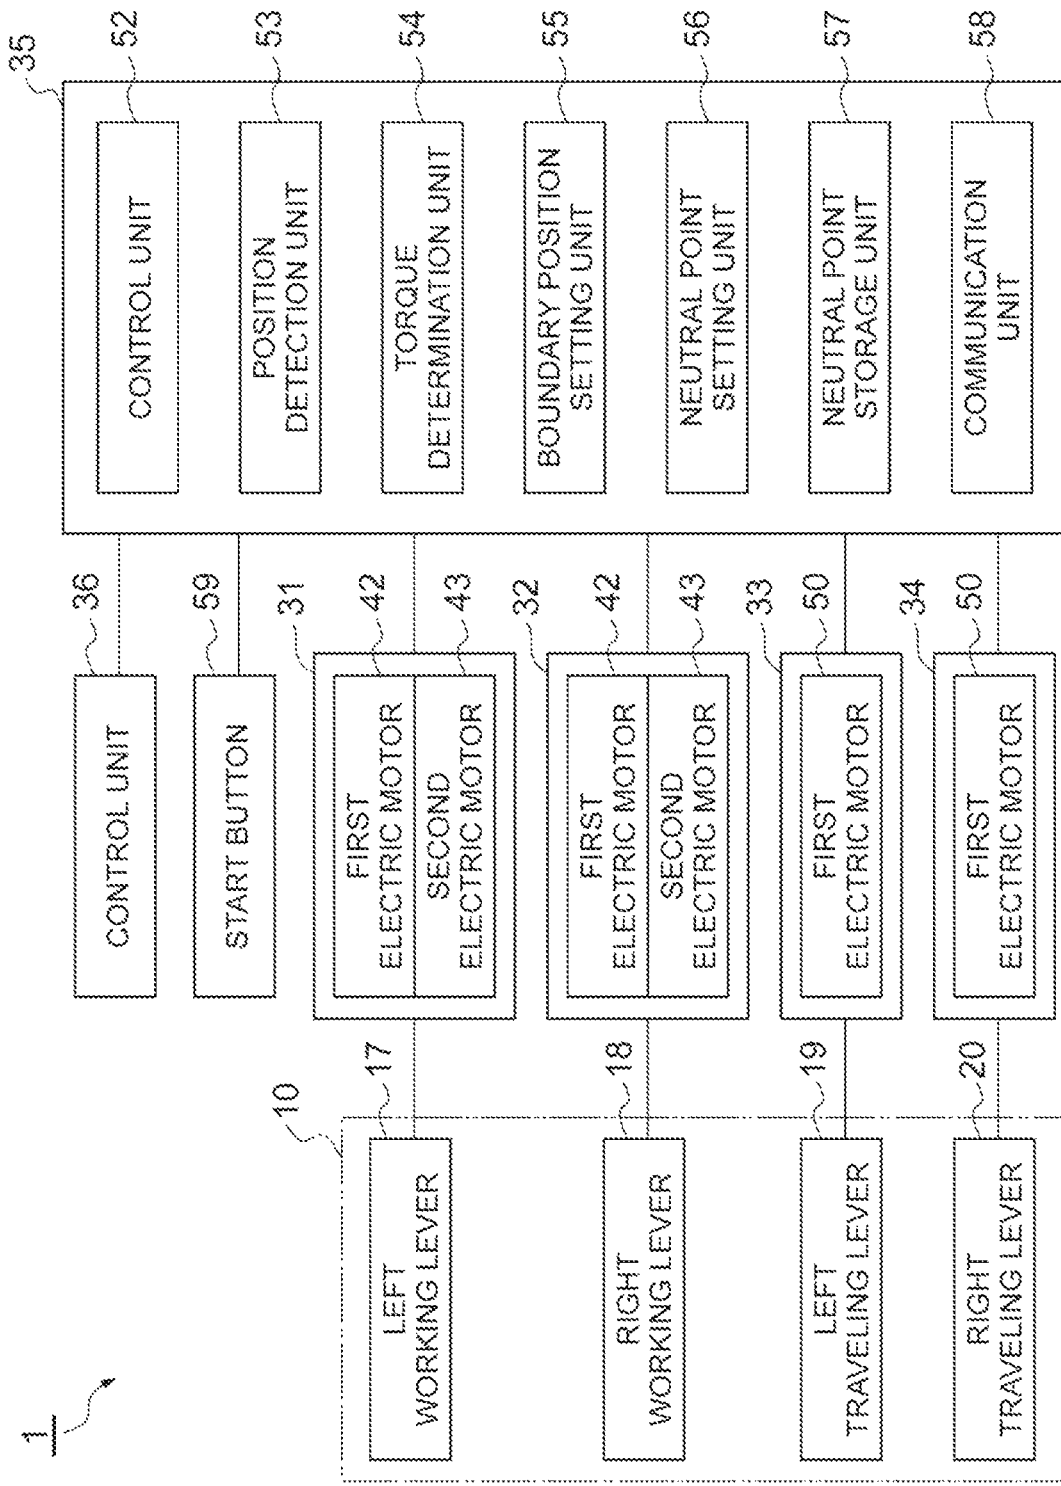 1
10
LEFT
WORKING LEVER
17
RIGHT
WORKING LEVER
18
LEFT
TRAVELING LEVER
19
RIGHT
TRAVELING LEVER
20
CONTROL UNIT
36
START BUTTON
59
31
FIRST
ELECTRIC MOTOR
42
SECOND
ELECTRIC MOTOR
43
32
FIRST
ELECTRIC MOTOR
42
SECOND
ELECTRIC MOTOR
43
33
FIRST
ELECTRIC MOTOR
50
34
FIRST
ELECTRIC MOTOR
50
35
CONTROL UNIT
52
POSITION
DETECTION UNIT
53
TORQUE
DETERMINATION UNIT
54
BOUNDARY POSITION
SETTING UNIT
55
NEUTRAL POINT
SETTING UNIT
56
NEUTRAL POINT
STORAGE UNIT
57
COMMUNICATION
UNIT
58